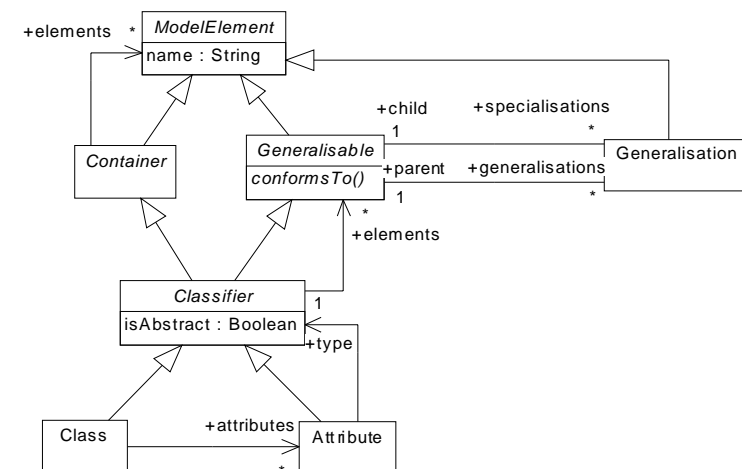 ModelElement
+elements *
name : String
+child
+specialisations
1
*
Container
Generalisable
Generalisation
conformsTo()
+parent
+generalisations
1
*
*
+elements
Classifier
1
isAbstract : Boolean
+type
Class
+attributes
Attribute
*